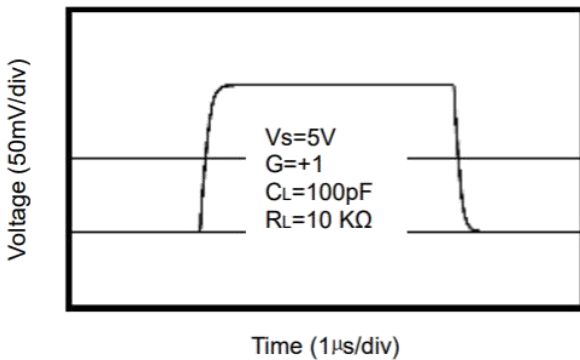 Voltage (50mV/div)
Vs=5V
G=+1
CL=100pF
RL=10 KΩ
Time (1µs/div)